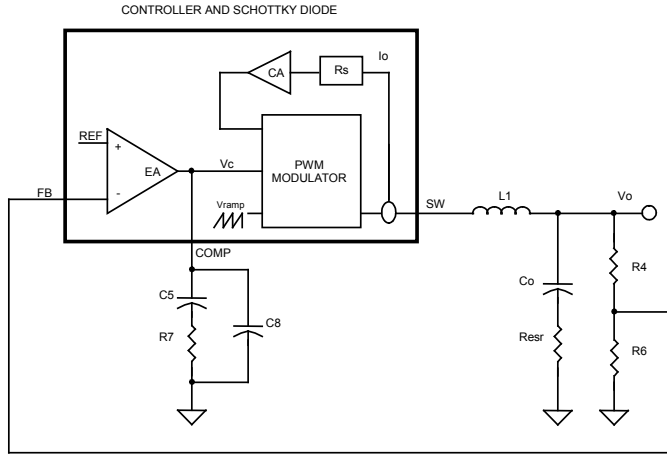 CONTROLLER AND SCHOTTKY DIODE
Io
CA
Rs
REF
+
EA
-
Vc
PWM
MODULATOR
FB
Vramp
SW
L1
Vo
COMP
C5
R7
C8
Co
Resr
R4
R6